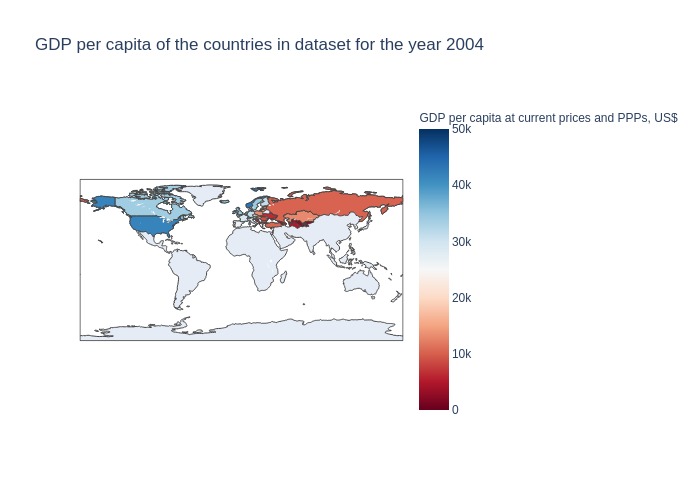 GDP per capita of the countries in dataset for the year 2004
GDP per capita at current prices and PPPs, US$
50k
40k
30k
20k
10k
0